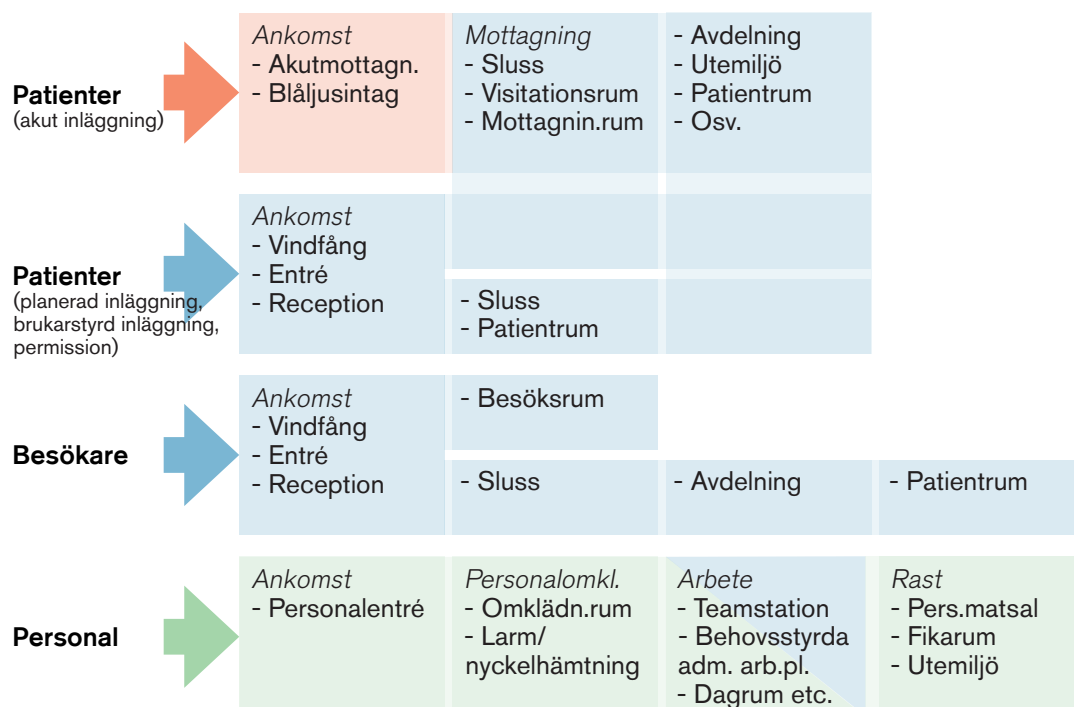 Patienter
(akut inläggning)
Ankomst
- Akutmottagn.
- Blåljusintag
Mottagning
- Sluss
- Visitationsrum
- Mottagnin.rum
- Avdelning
- Utemiljö
- Patientrum
- Osv.
Patienter
(planerad inläggning,
brukarstyrd inläggning,
permission)
Ankomst
- Vindfång
- Entré
- Reception
- Sluss
- Patientrum
Besökare
Ankomst
- Vindfång
- Entré
- Reception
- Besöksrum
- Sluss
- Avdelning
- Patientrum
Personal
Ankomst
- Personalentré
Personalomkl.
- Omklädn.rum
- Larm/
nyckelhämtning
Arbete
- Teamstation
- Behovsstyrda
adm. arb.pl.
- Dagrum etc.
Rast
- Pers.matsal
- Fikarum
- Utemiljö